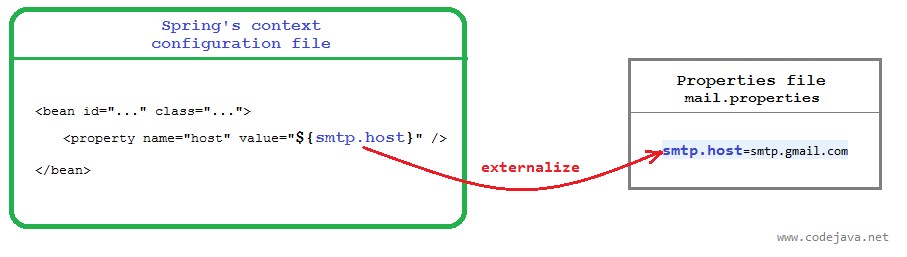 Spring's context
configuration file
<bean id="..." class="...">
<property name="host" value="${smtp.host}" />
</bean>
externalize
Properties file
mail.properties
smtp.host=smtp.gmail.com
www.codejava.net